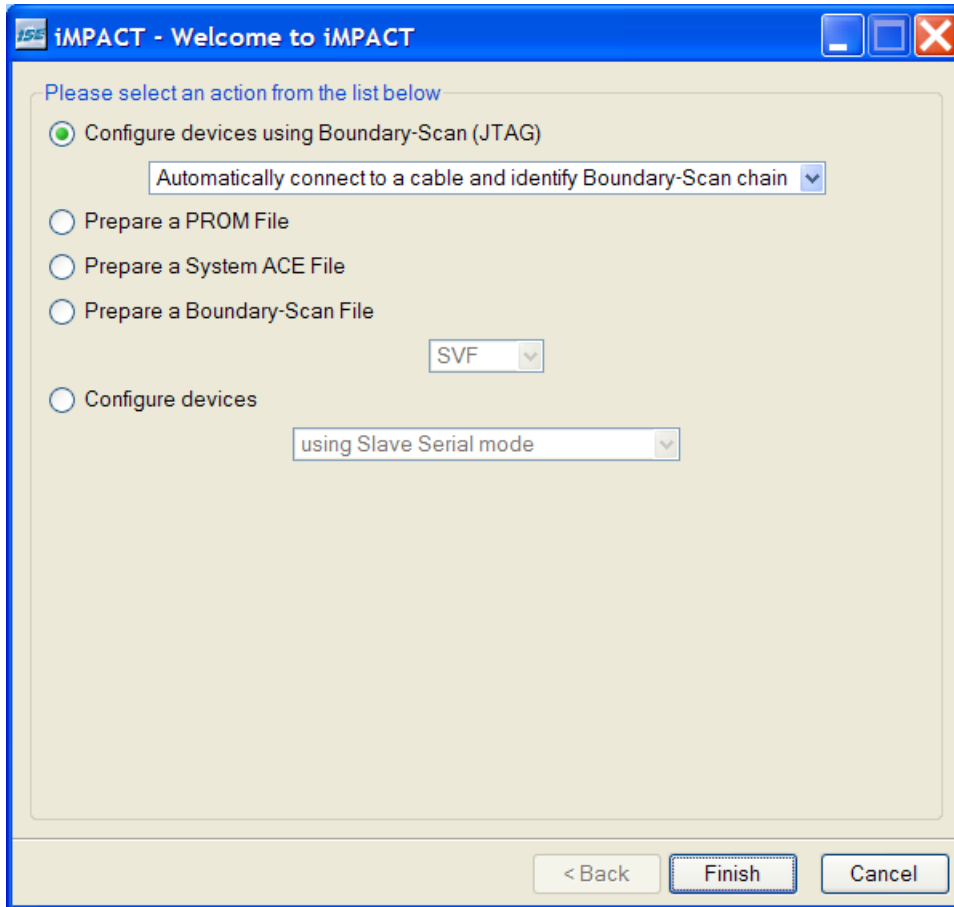 ISE iMPACT - Welcome to iMPACT
Please select an action from the list below
Configure devices using Boundary-Scan (JTAG)
Automatically connect to a cable and identify Boundary-Scan chain
Prepare a PROM File
Prepare a System ACE File
Prepare a Boundary-Scan File
SVF
Configure devices
using Slave Serial mode
< Back Finish Cancel